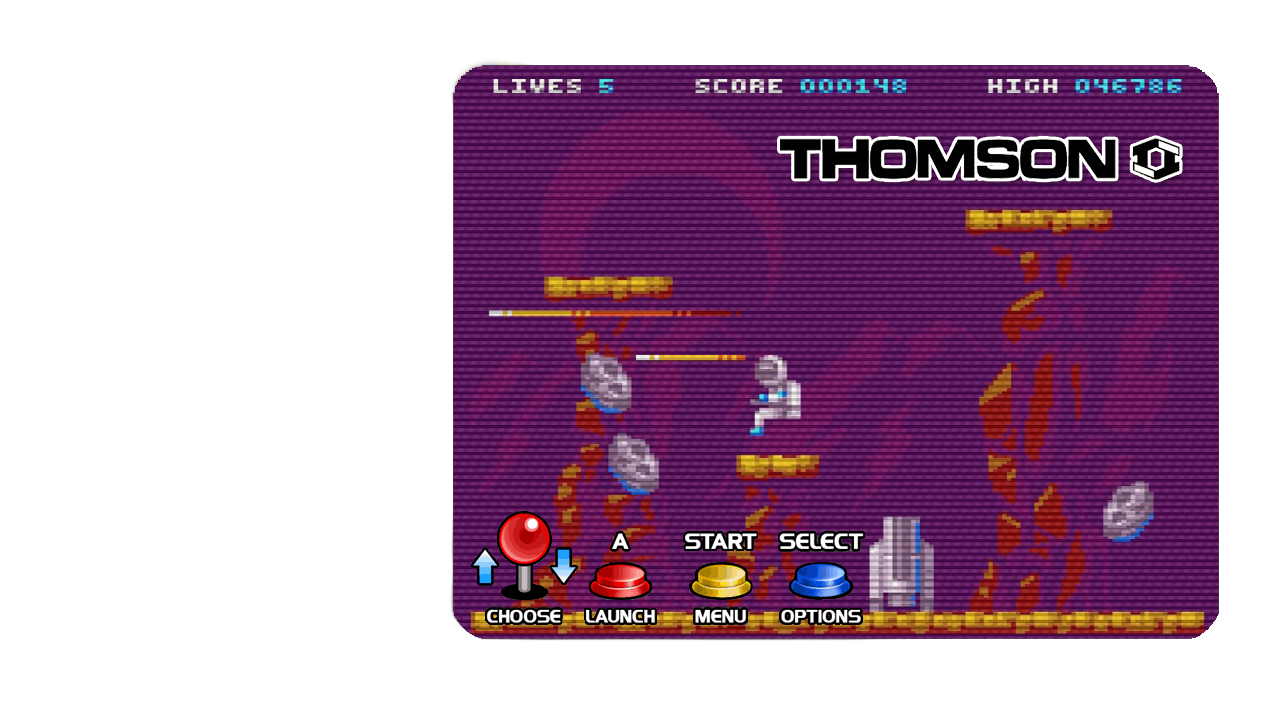 LIVES 5 SCORE 000148 HIGH 046786
THOMSON
A START SELECT
CHOOSE LAUNCH MENU OPTIONS